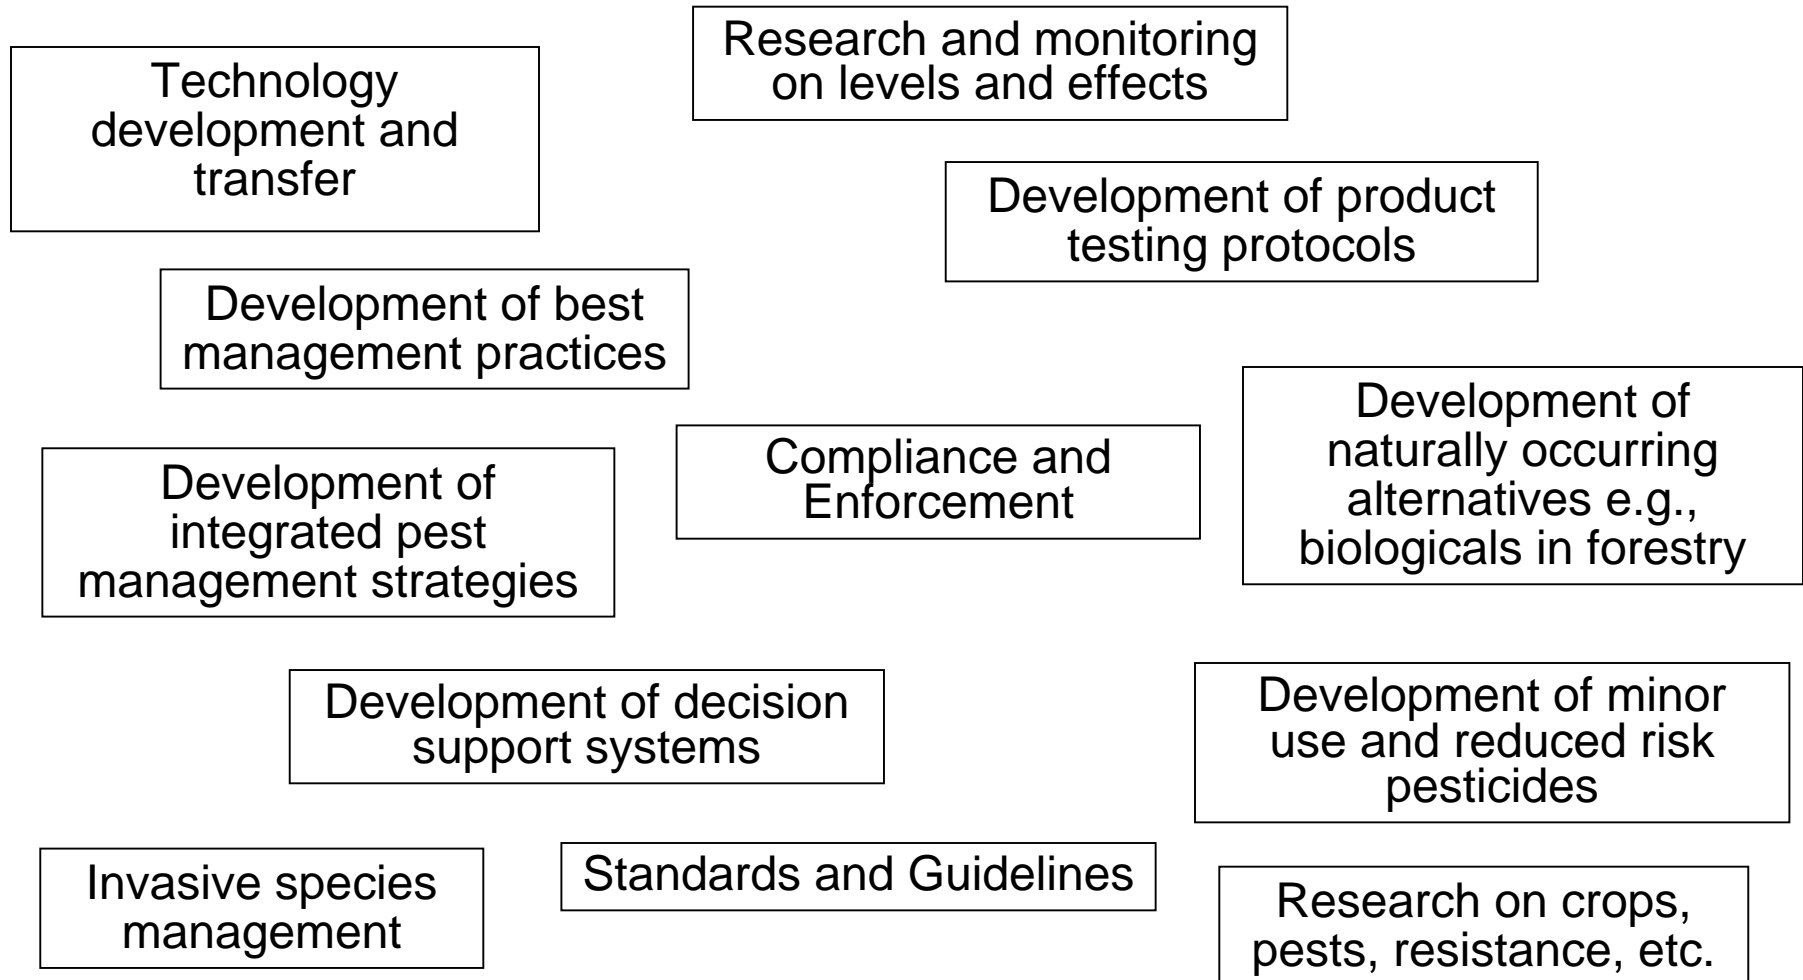 Technology
development and
transfer
Research and monitoring
on levels and effects
Development of product
testing protocols
Development of best
management practices
Development of
integrated pest
management strategies
Compliance and
Enforcement
Development of
naturally occurring
alternatives e.g.,
biologicals in forestry
Development of decision
support systems
Development of minor
use and reduced risk
pesticides
Invasive species
management
Standards and Guidelines
Research on crops,
pests, resistance, etc.